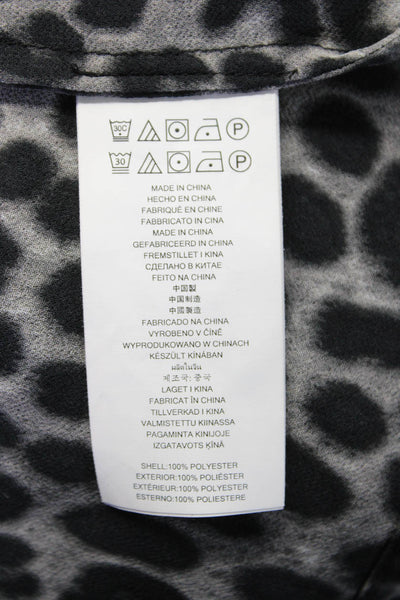 30C P
30 P
MADE IN CHINA
HECHO EN CHINA
FABRIQUÉ EN CHINE
FABBRICATO IN CINA
MADE IN CHINA
GEFABRICEERD IN CHINA
FREMSTILLET I KINA
СДЕЛАНО В КИТАЕ
FEITO NA CHINA
中国製
中国制造
中國製造
FABRICADO NA CHINA
VYROBENO V ČÍNĚ
WYPRODUKOWANO W CHINACH
KÉSZÜLT KÍNÁBAN
ผลิตในจีน
제조국: 중국
LAGET I KINA
FABRICAT ÎN CHINA
TILLVERKAD I KINA
VALMISTETTU KIINASSA
PAGAMINTA KINIJOJE
IZGATAVOTS ĶĪNĀ
SHELL:100% POLYESTER
EXTERIOR:100% POLIÉSTER
EXTÉRIEUR:100% POLYESTER
ESTERNO:100% POLIESTERE